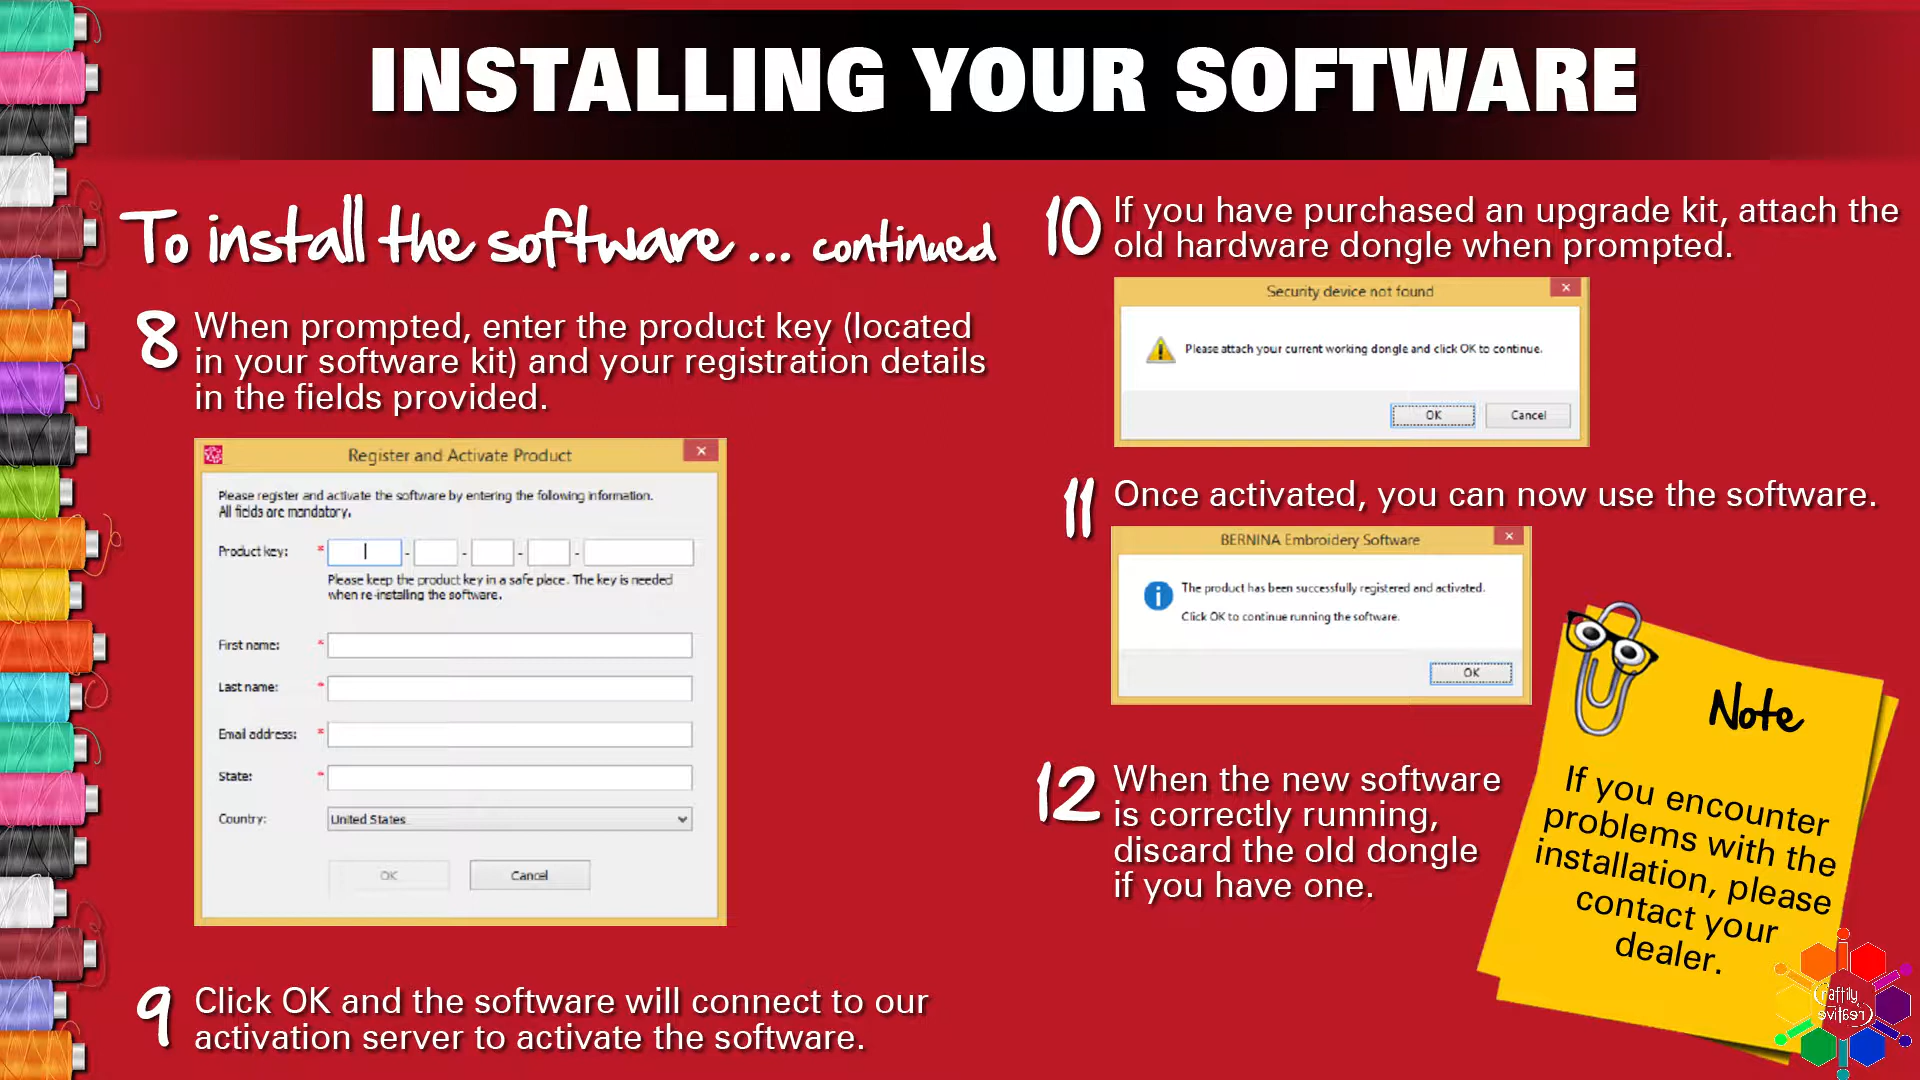 INSTALLING YOUR SOFTWARE
To install the software ... continued
8 When prompted, enter the product key (located
in your software kit) and your registration details
in the fields provided.
Register and Activate Product
Please register and activate the software by entering the following information.
All fields are mandatory.
Product key: * - - - -
Please keep the product key in a safe place. The key is needed
when re-installing the software.
First name: *
Last name: *
Email address: *
State: *
Country: United States
OK Cancel
9 Click OK and the software will connect to our
activation server to activate the software.
10 If you have purchased an upgrade kit, attach the
old hardware dongle when prompted.
Security device not found
Please attach your current working dongle and click OK to continue.
OK Cancel
11 Once activated, you can now use the software.
BERNINA Embroidery Software
The product has been successfully registered and activated.
Click OK to continue running the software.
OK
12 When the new software
is correctly running,
discard the old dongle
if you have one.
Note
If you encounter
problems with the
installation, please
contact your
dealer.
Craftily
Creative